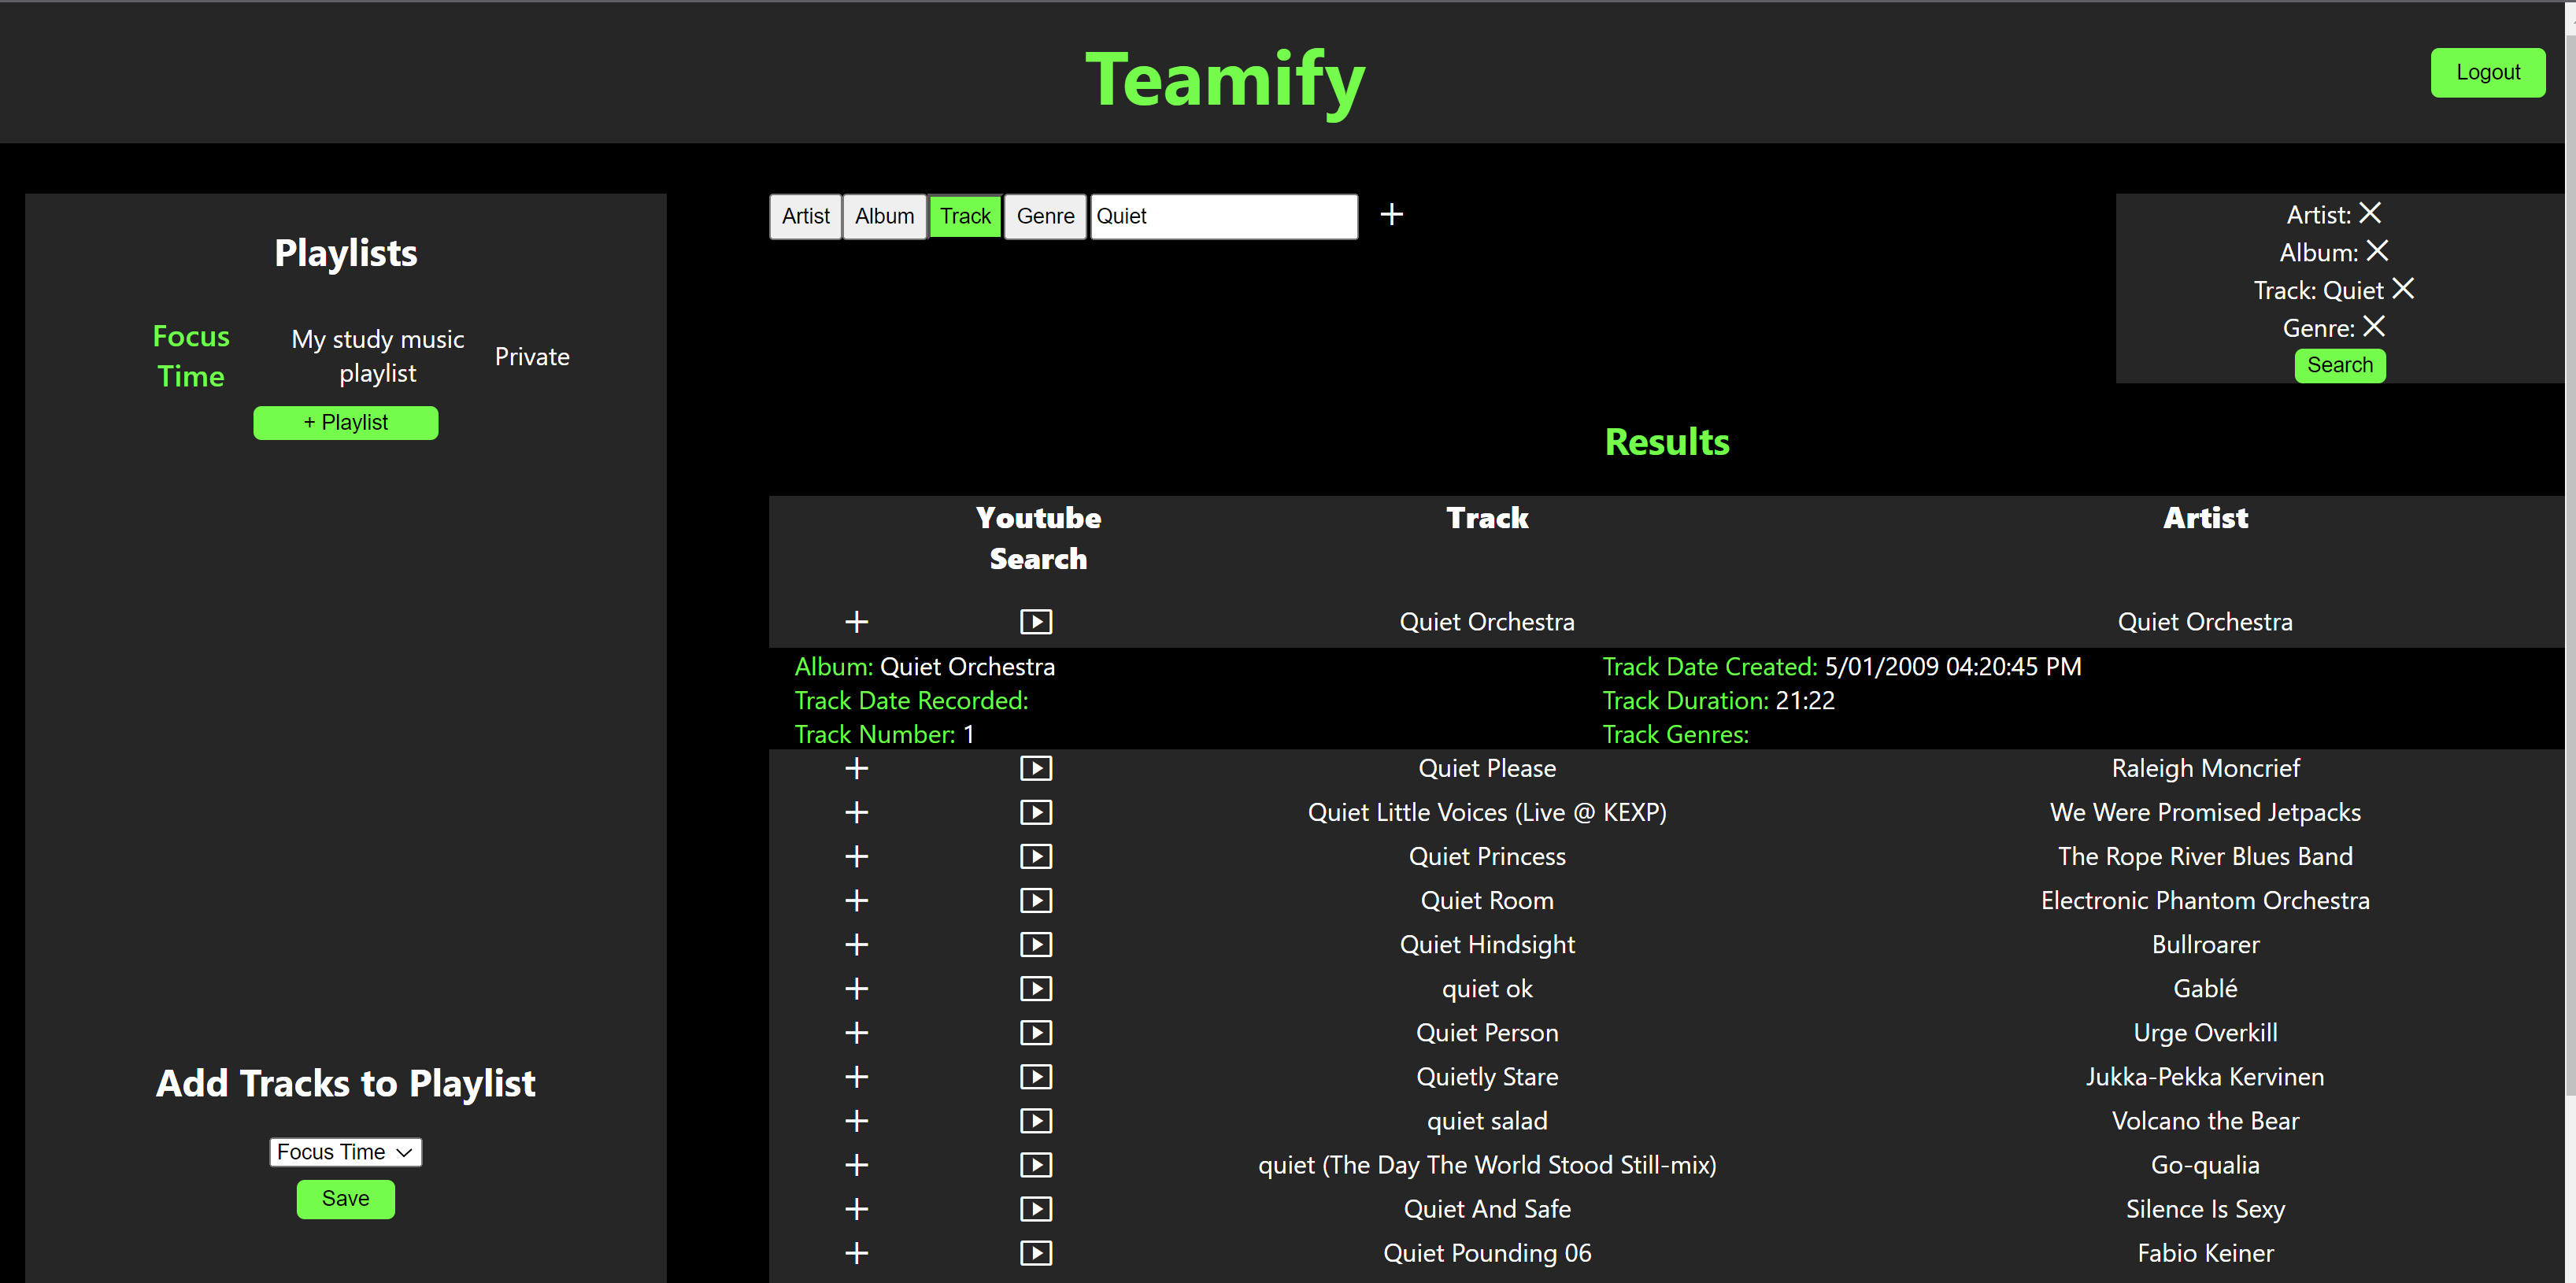 Teamify
Logout
Playlists
Focus
Time
My study music
playlist
Private
+ Playlist
Add Tracks to Playlist
Focus Time
Save
Artist Album Track Genre Quiet
Artist:
Album:
Track: Quiet
Genre:
Search
Results
Youtube
Search
Track
Artist
Quiet Orchestra Quiet Orchestra
Album: Quiet Orchestra Track Date Created: 5/01/2009 04:20:45 PM
Track Date Recorded: Track Duration: 21:22
Track Number: 1 Track Genres:
Quiet Please Raleigh Moncrief
Quiet Little Voices (Live @ KEXP) We Were Promised Jetpacks
Quiet Princess The Rope River Blues Band
Quiet Room Electronic Phantom Orchestra
Quiet Hindsight Bullroarer
quiet ok Gablé
Quiet Person Urge Overkill
Quietly Stare Jukka-Pekka Kervinen
quiet salad Volcano the Bear
quiet (The Day The World Stood Still-mix) Go-qualia
Quiet And Safe Silence Is Sexy
Quiet Pounding 06 Fabio Keiner